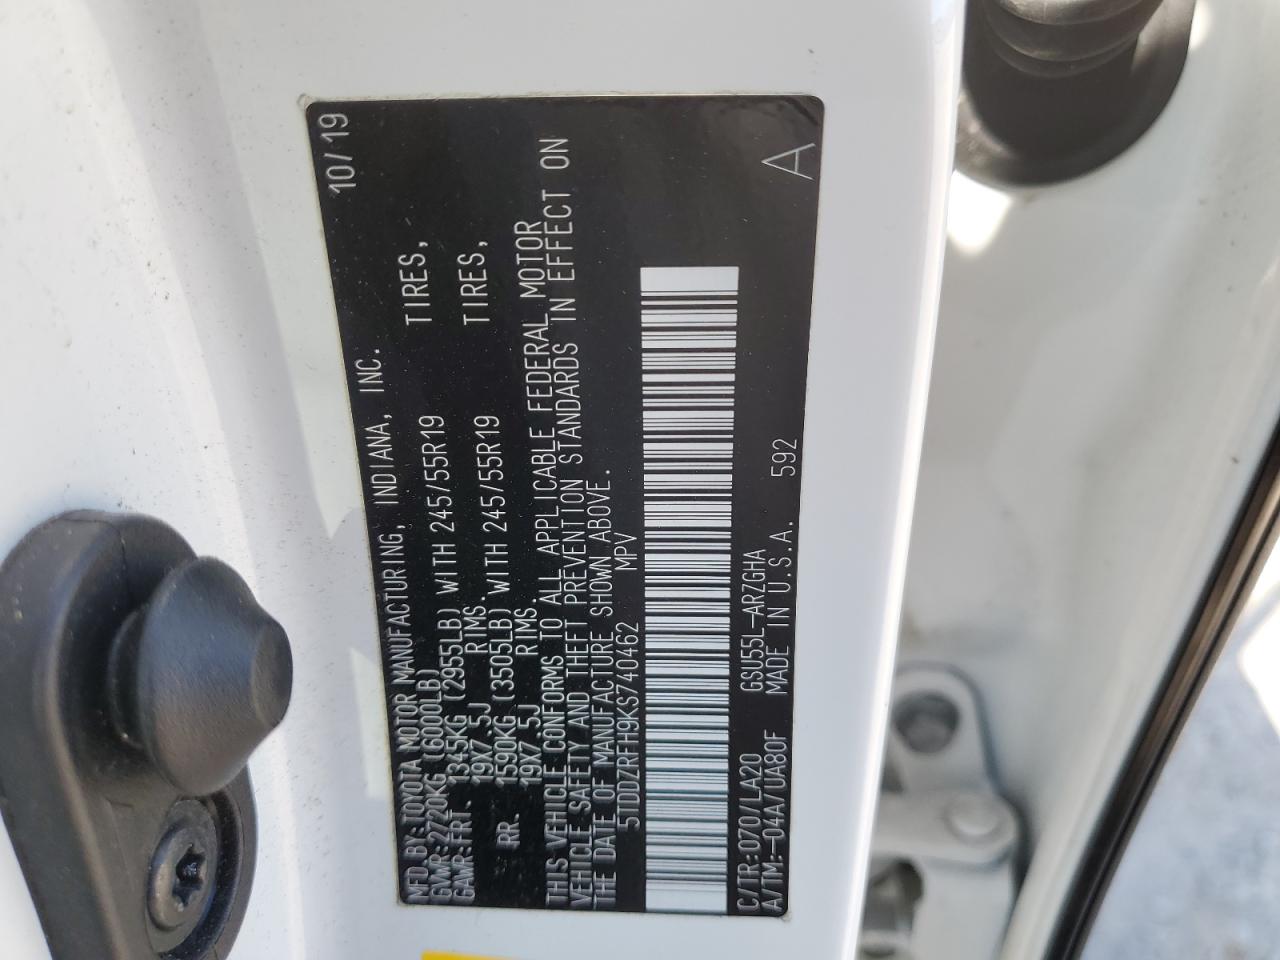 MFD BY: TOYOTA MOTOR MANUFACTURING, INDIANA, INC. 10/19
GVWR:2720KG (6000LB)
GAWR:FRT. 1345KG (2955LB) WITH 245/55R19 TIRES,
19X7.5J RIMS.
RR. 1590KG (3505LB) WITH 245/55R19 TIRES,
19X7.5J RIMS.
THIS VEHICLE CONFORMS TO ALL APPLICABLE FEDERAL MOTOR
VEHICLE SAFETY AND THEFT PREVENTION STANDARDS IN EFFECT ON
THE DATE OF MANUFACTURE SHOWN ABOVE.
5TDDZRFH9KS740462 MPV
C/TR:070/LA20 GSU55L-ARZGHA
A/TM:-04A/UA80F MADE IN U.S.A. 592 A